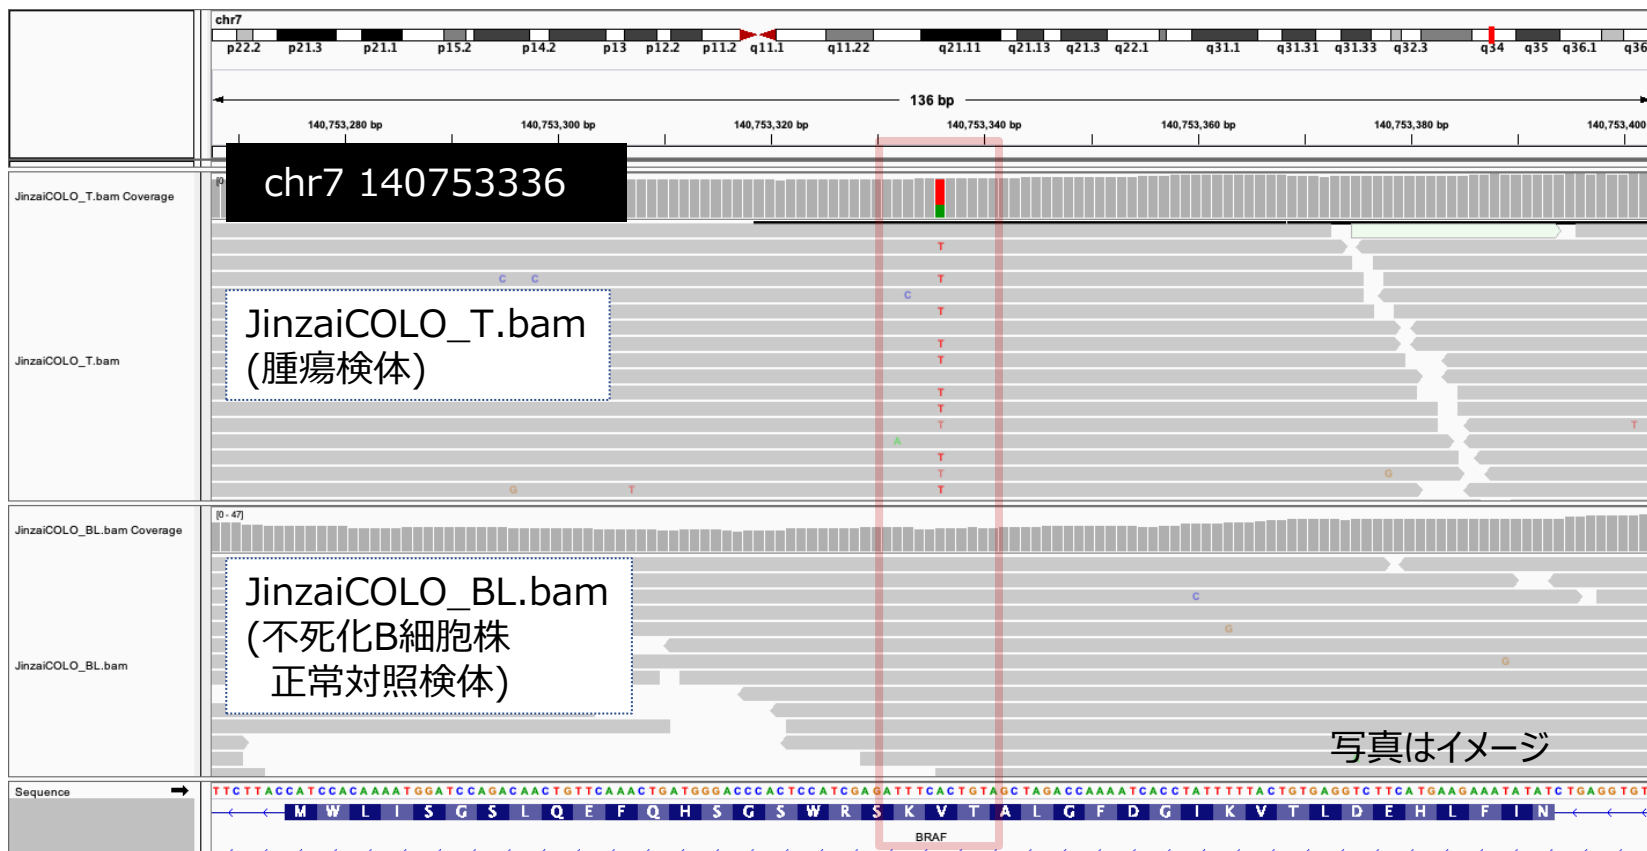 chr7
p22.2 p21.3 p21.1 p15.2 p14.2 p13 p12.2 p11.2 q11.1 q11.22 q21.11 q21.13 q21.3 q22.1 q31.1 q31.31 q31.33 q32.3 q34 q35 q36.1 q36
136 bp
140,753,280 bp 140,753,300 bp 140,753,320 bp 140,753,340 bp 140,753,360 bp 140,753,380 bp 140,753,400
JinzaiCOLO_T.bam Coverage
[0
chr7 140753336
T
C C T
C
T
JinzaiCOLO_T.bam
(腫瘍検体)
JinzaiCOLO_T.bam
T
T
T
T
T T
A
T
T G
G T T
JinzaiCOLO_BL.bam Coverage
[0 - 47]
JinzaiCOLO_BL.bam
(不死化B細胞株
正常対照検体)
C
G
JinzaiCOLO_BL.bam
G
写真はイメージ
Sequence
TTCTTACCATCCACAAAATGGATCCAGACAACTGTTCAAACTGATGGGACCCACTCCATCGAGATTTCACTGTAGCTAGACCAAAATCACCTATTTTTACTGTGAGGTCTTCATGAAGAAATATATCTGAGGTGT
M W L I S G S L Q E F Q H S G S W R S K V T A L G F D G I K V T L D E H L F I N
BRAF